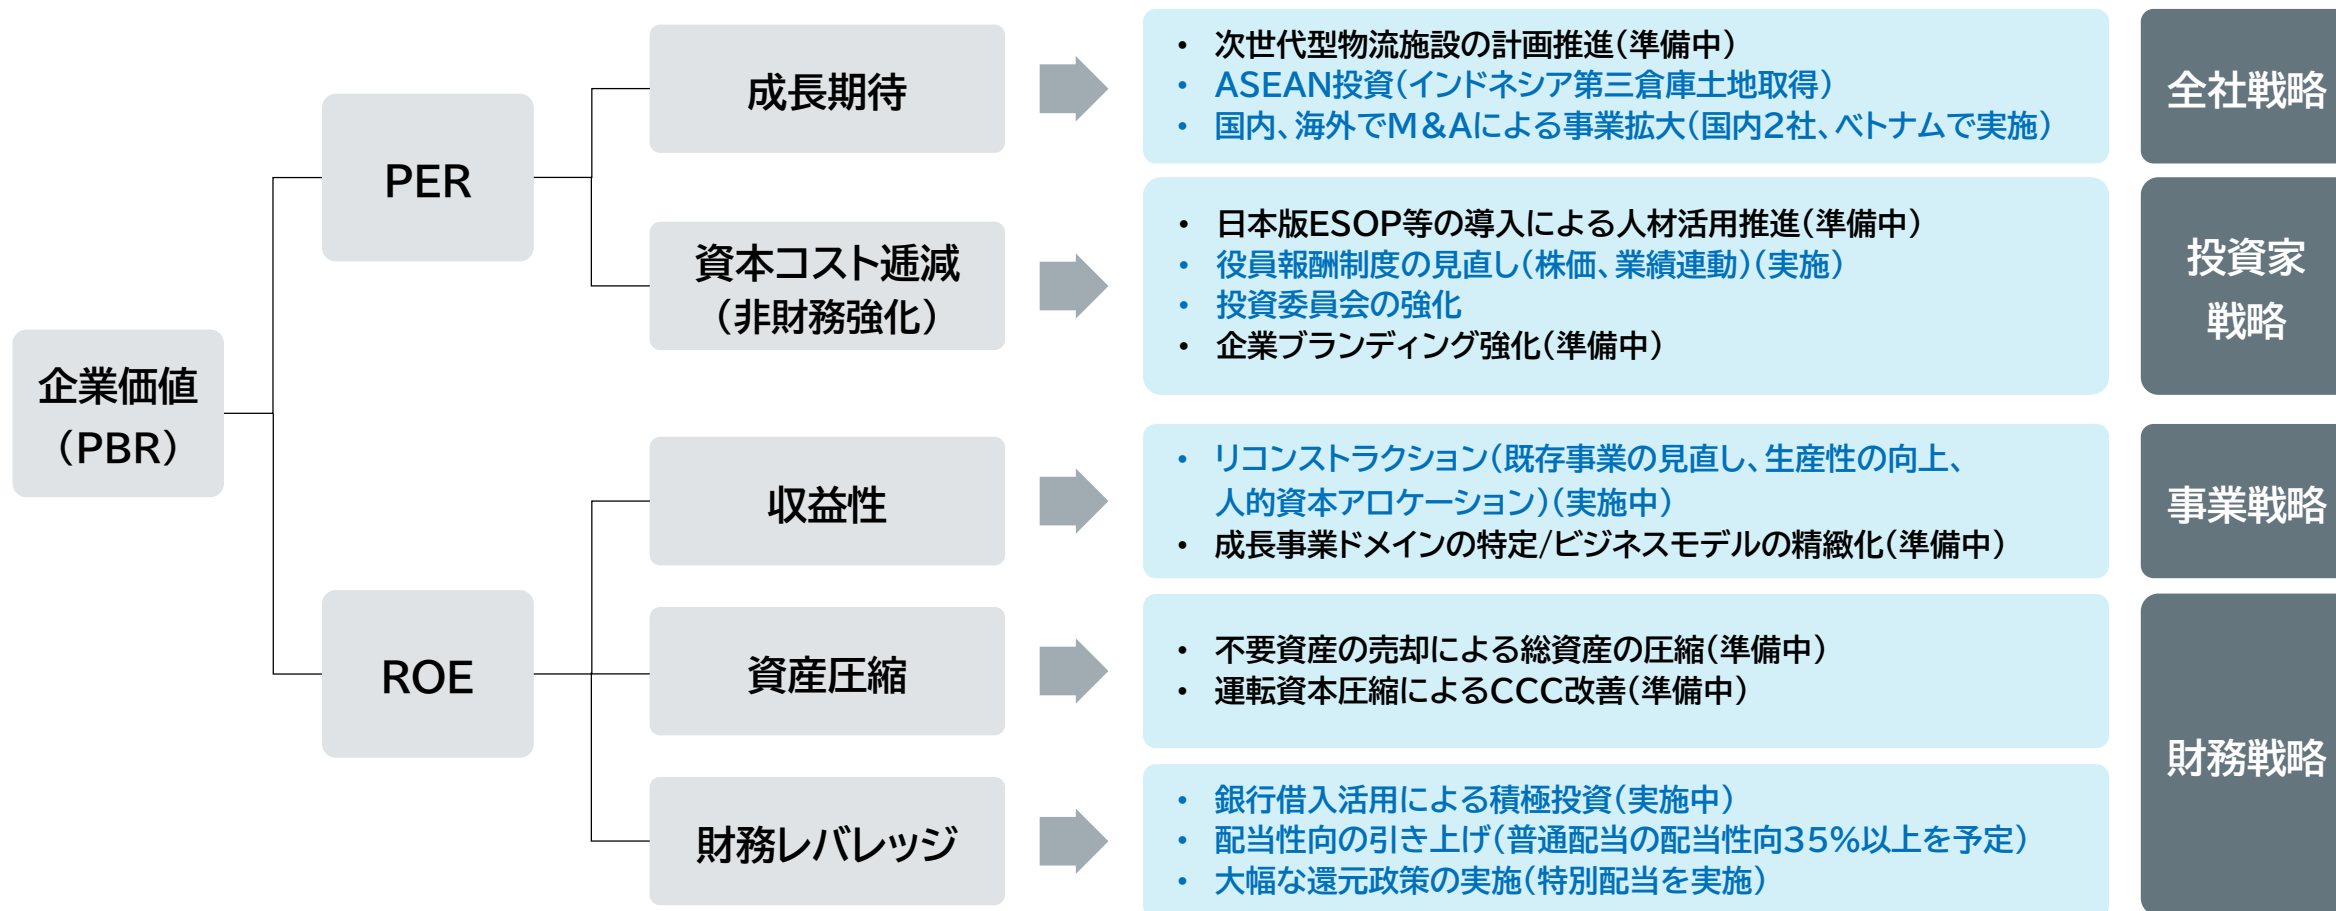 企業価値
(PBR)
PER
ROE
成長期待
・ 次世代型物流施設の計画推進(準備中)
・ ASEAN投資(インドネシア第三倉庫土地取得)
・ 国内、海外でM&Aによる事業拡大(国内2社、ベトナムで実施)
全社戦略
資本コスト逓減
(非財務強化)
・ 日本版ESOP等の導入による人材活用推進(準備中)
・ 役員報酬制度の見直し(株価、業績連動)(実施)
・ 投資委員会の強化
・ 企業ブランディング強化(準備中)
投資家
戦略
収益性
・ リコンストラクション(既存事業の見直し、生産性の向上、
人的資本アロケーション)(実施中)
・ 成長事業ドメインの特定/ビジネスモデルの精緻化(準備中)
事業戦略
資産圧縮
・ 不要資産の売却による総資産の圧縮(準備中)
・ 運転資本圧縮によるCCC改善(準備中)
財務レバレッジ
・ 銀行借入活用による積極投資(実施中)
・ 配当性向の引き上げ(普通配当の配当性向35%以上を予定)
・ 大幅な還元政策の実施(特別配当を実施)
財務戦略